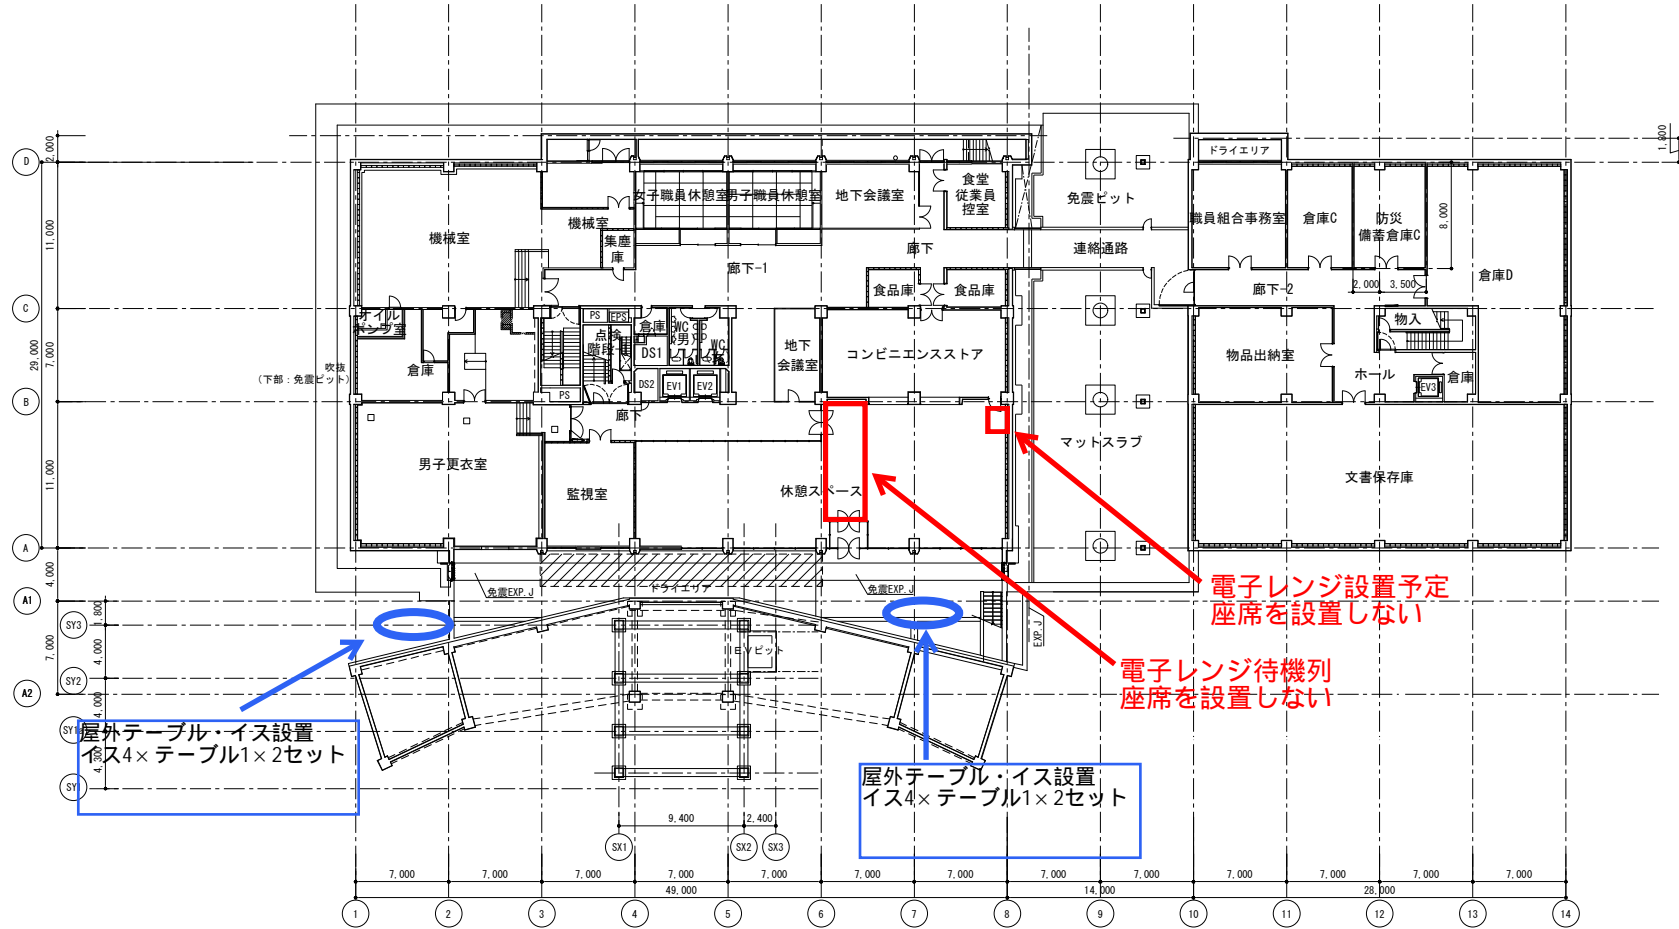 ドライエリア
女子職員休憩室
男子職員休憩室
地下会議室
食堂
従業員
控室
免震ピット
職員組合事務室
倉庫C
防災
備蓄倉庫C
8,000
1,800
機械室
機械室
集塵
庫
廊下-1
廊下
連絡通路
廊下-2
2,000
3,500
倉庫D
食品庫
食品庫
オイル
ポンプ室
倉庫
吹抜
(下部:免震ピット)
PS
EPS
点検
階段
倉庫
WC
男
WC
DS1
DS2
EV1
EV2
PS
廊下
地下
会議室
コンビニエンスストア
物品出納室
物入
ホール
EV3
倉庫
男子更衣室
監視室
休憩スペース
マットスラブ
文書保存庫
免震EXP.J
ドライエリア
免震EXP.J
EXP.J
EVピット
電子レンジ設置予定
座席を設置しない
電子レンジ待機列
座席を設置しない
屋外テーブル・イス設置
イス4×テーブル1×2セット
屋外テーブル・イス設置
イス4×テーブル1×2セット
D
C
B
A
A1
A2
SY3
SY2
SY1
SY
2,000
11,000
7,000
29,000
11,000
4,000
7,000
1,800
4,000
4,000
4,300
9,400
2,400
SX1
SX2
SX3
7,000
7,000
7,000
7,000
7,000
7,000
7,000
7,000
7,000
7,000
7,000
7,000
7,000
49,000
14,000
28,000
1
2
3
4
5
6
7
8
9
10
11
12
13
14